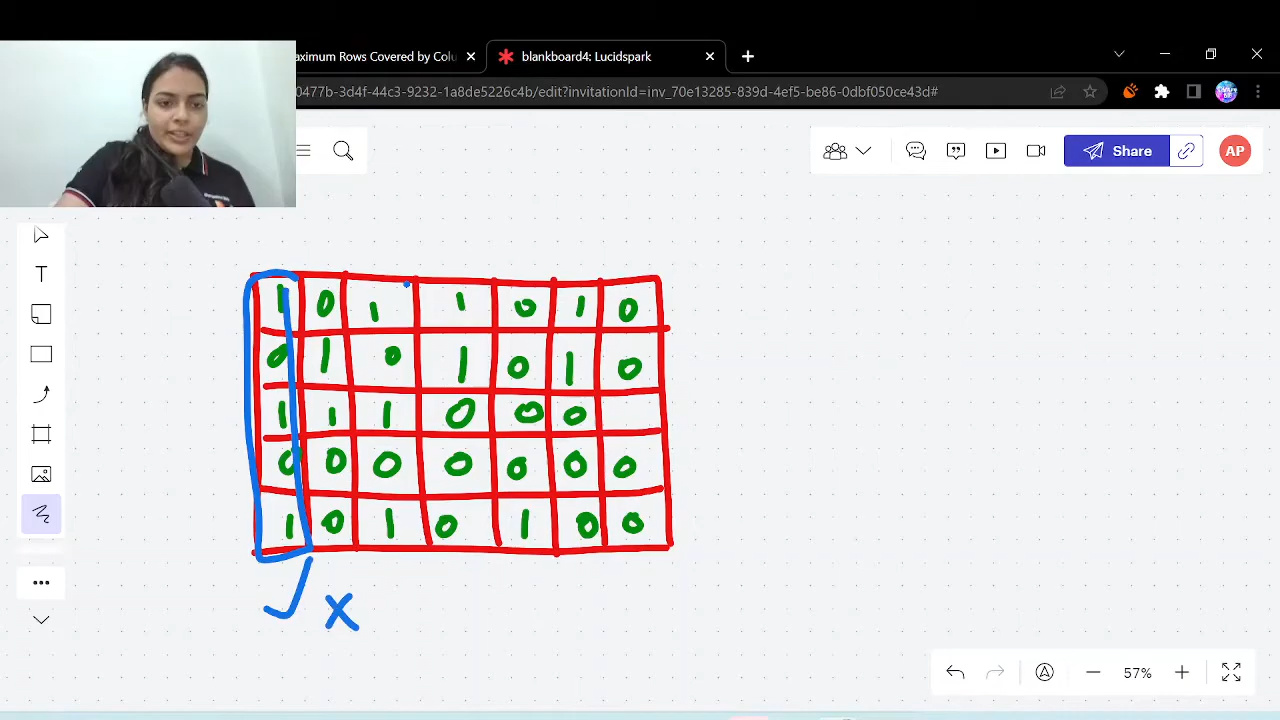 aximum Rows Covered by Colu
blankboard4: Lucidspark
0477b-3d4f-44c3-9232-1a8de5226c4b/edit?invitationId=inv_70e13285-839d-4ef5-be86-0dbf050ce43d#
Share
AP
T
1 0 1 1 0 1 0
0 1 0 1 0 1 0
1 1 1 0 0 0
0 0 0 0 0 0 0
1 0 1 0 1 0 0
X
57%